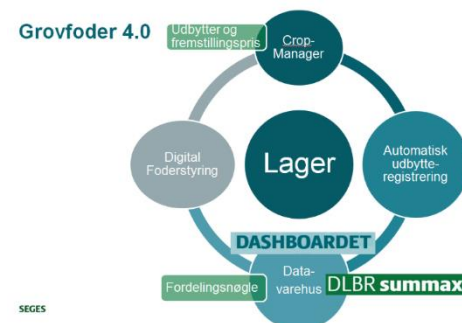 Grovfoder 4.0
Udbytter og
fremstillingspris
Crop-
Manager
Digital
Foderstyring
Lager
Automatisk
udbytte-
registrering
DASHBOARDET
Data-
varehus
Fordelingsnøgle
DLBR summax
SEGES